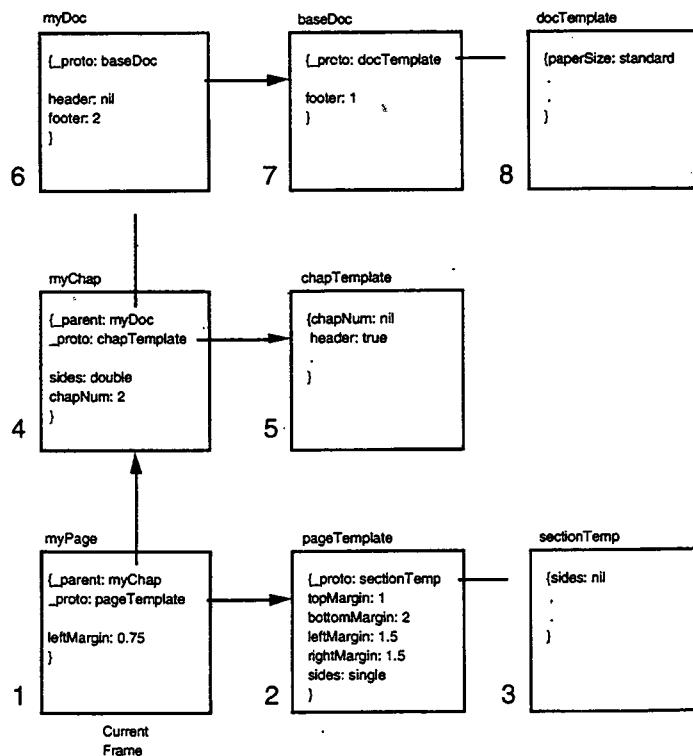 myDoc
{_proto: baseDoc
header: nil
footer: 2
}
6
baseDoc
{_proto: docTemplate
footer: 1
}
7
docTemplate
{paperSize: standard
.
.
}
8
myChap
{_parent: myDoc
_proto: chapTemplate
sides: double
chapNum: 2
}
4
chapTemplate
{chapNum: nil
header: true
.
}
5
myPage
{_parent: myChap
_proto: pageTemplate
leftMargin: 0.75
}
1
Current
Frame
pageTemplate
{_proto: sectionTemp
topMargin: 1
bottomMargin: 2
leftMargin: 1.5
rightMargin: 1.5
sides: single
}
2
sectionTemp
{sides: nil
.
.
}
3